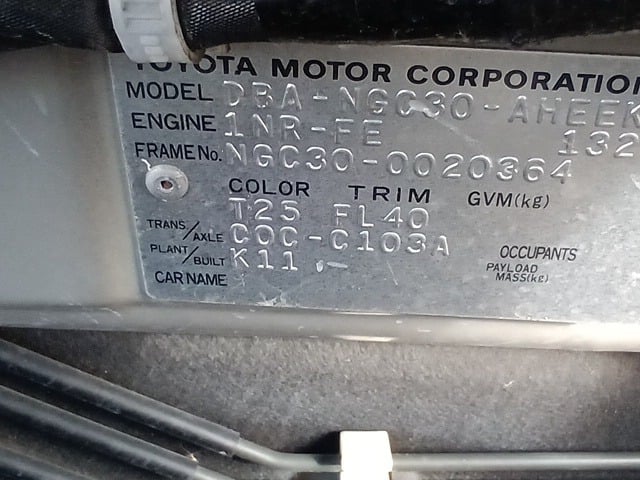 TOYOTA MOTOR CORPORATION
MODEL DBA-NGC30-AHEEK
ENGINE 1NR-FE 132
FRAME No. NGC30-0020364
COLOR TRIM GVM(kg)
T25 FL40
TRANS/AXLE C0C-C103A
PLANT/BUILT K11 - OCCUPANTS
PAYLOAD MASS(kg)
CAR NAME